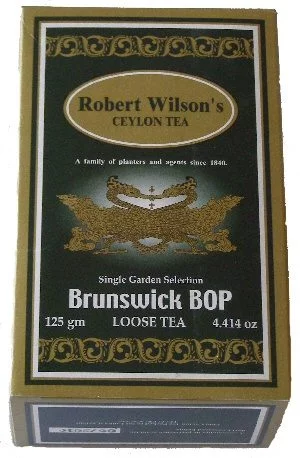 Robert Wilson's
CEYLON TEA
A family of planters and agents since 1840.
Single Garden Selection
Brunswick BOP
125 gm LOOSE TEA 4.414 oz